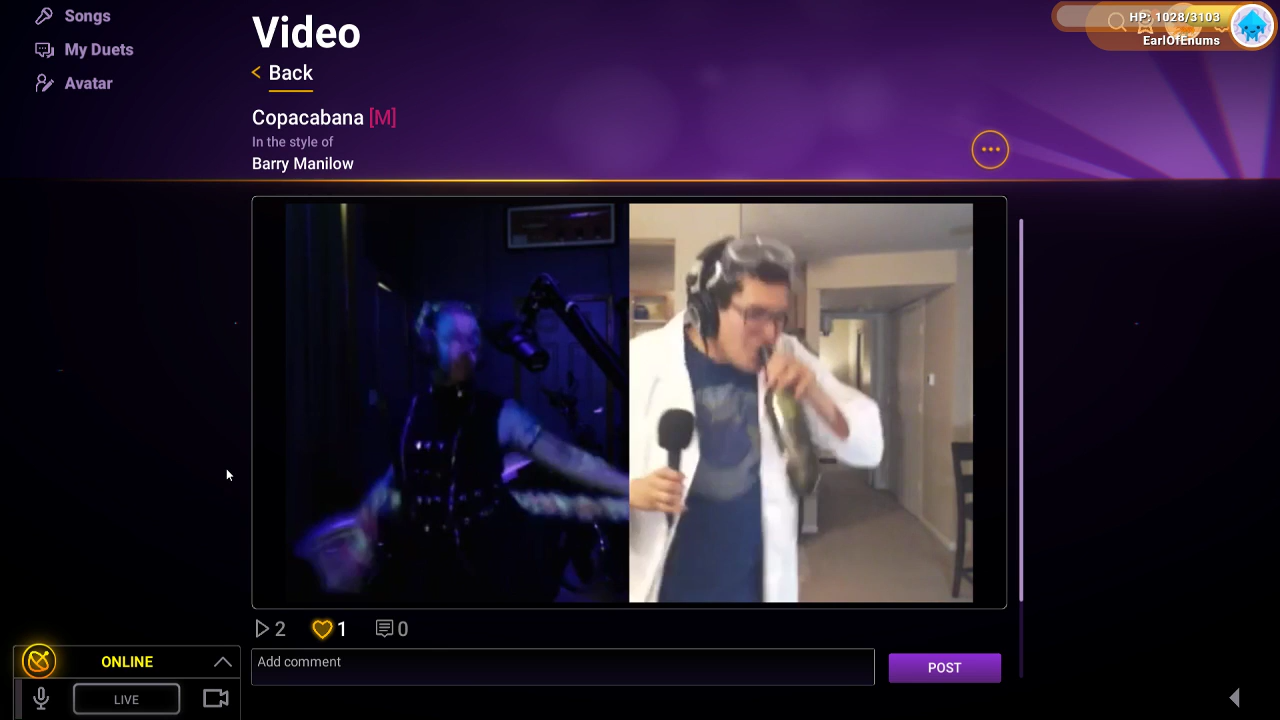 Songs
My Duets
Avatar
Video
< Back
Copacabana [M]
In the style of
Barry Manilow
HP: 1028/3103
EarlOfEnums
2
1
0
Add comment
POST
ONLINE
LIVE